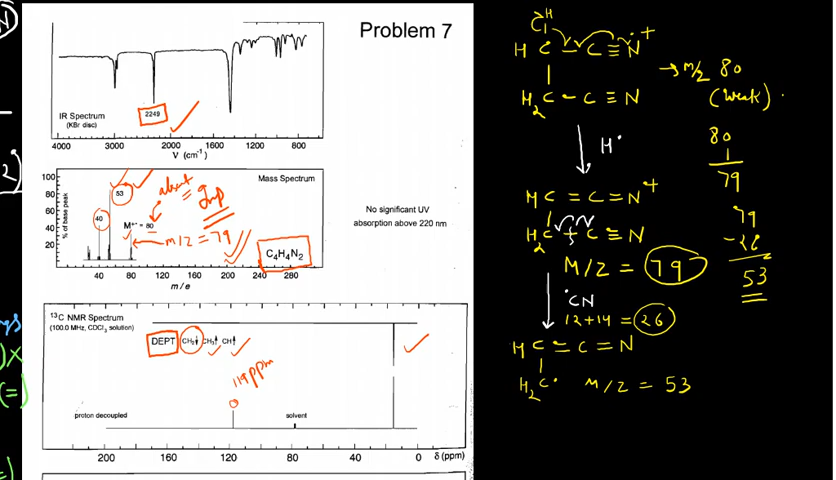 Problem 7
IR Spectrum
(KBr disc)
2249
4000 3000 2000 1600 1200 800
V (cm⁻¹)
Mass Spectrum
100
80
60
40
20
% of base peak
40
53
absent
M⁺• = 80
m/z = 79
C₄H₄N₂
40 80 120 160 200 240 280
m / e
No significant UV
absorption above 220 nm
¹³C NMR Spectrum
(100.0 MHz, CDCl₃ solution)
DEPT CH₂ CH₃ CH
119 ppm
proton decoupled
solvent
200 160 120 80 40 0 δ (ppm)
H
H C – C ≡ N +
H₂C – C ≡ N
→ m/z 80
(weak)
H•
80
1
79
HC = C = N +
H₂C C ≡ N
79
-26
53
M/Z = 79
•CN
12+14 = 26
H C = C = N
H₂C• M/Z = 53